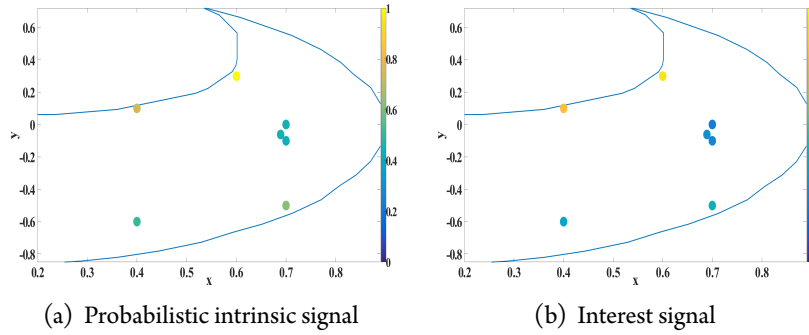 1
0.6 0.8
0.4 0.6
0.2 0.4
y 0 y
-0.2
-0.4 0.2
-0.6
-0.8 0
0.2 0.3 0.4 0.5 0.6 0.7 0.8
x
0.6
0.4
0.2
0
y
-0.2
-0.4
-0.6
-0.8
0.2 0.3 0.4 0.5 0.6 0.7 0.8
x
(a) Probabilistic intrinsic signal
(b) Interest signal